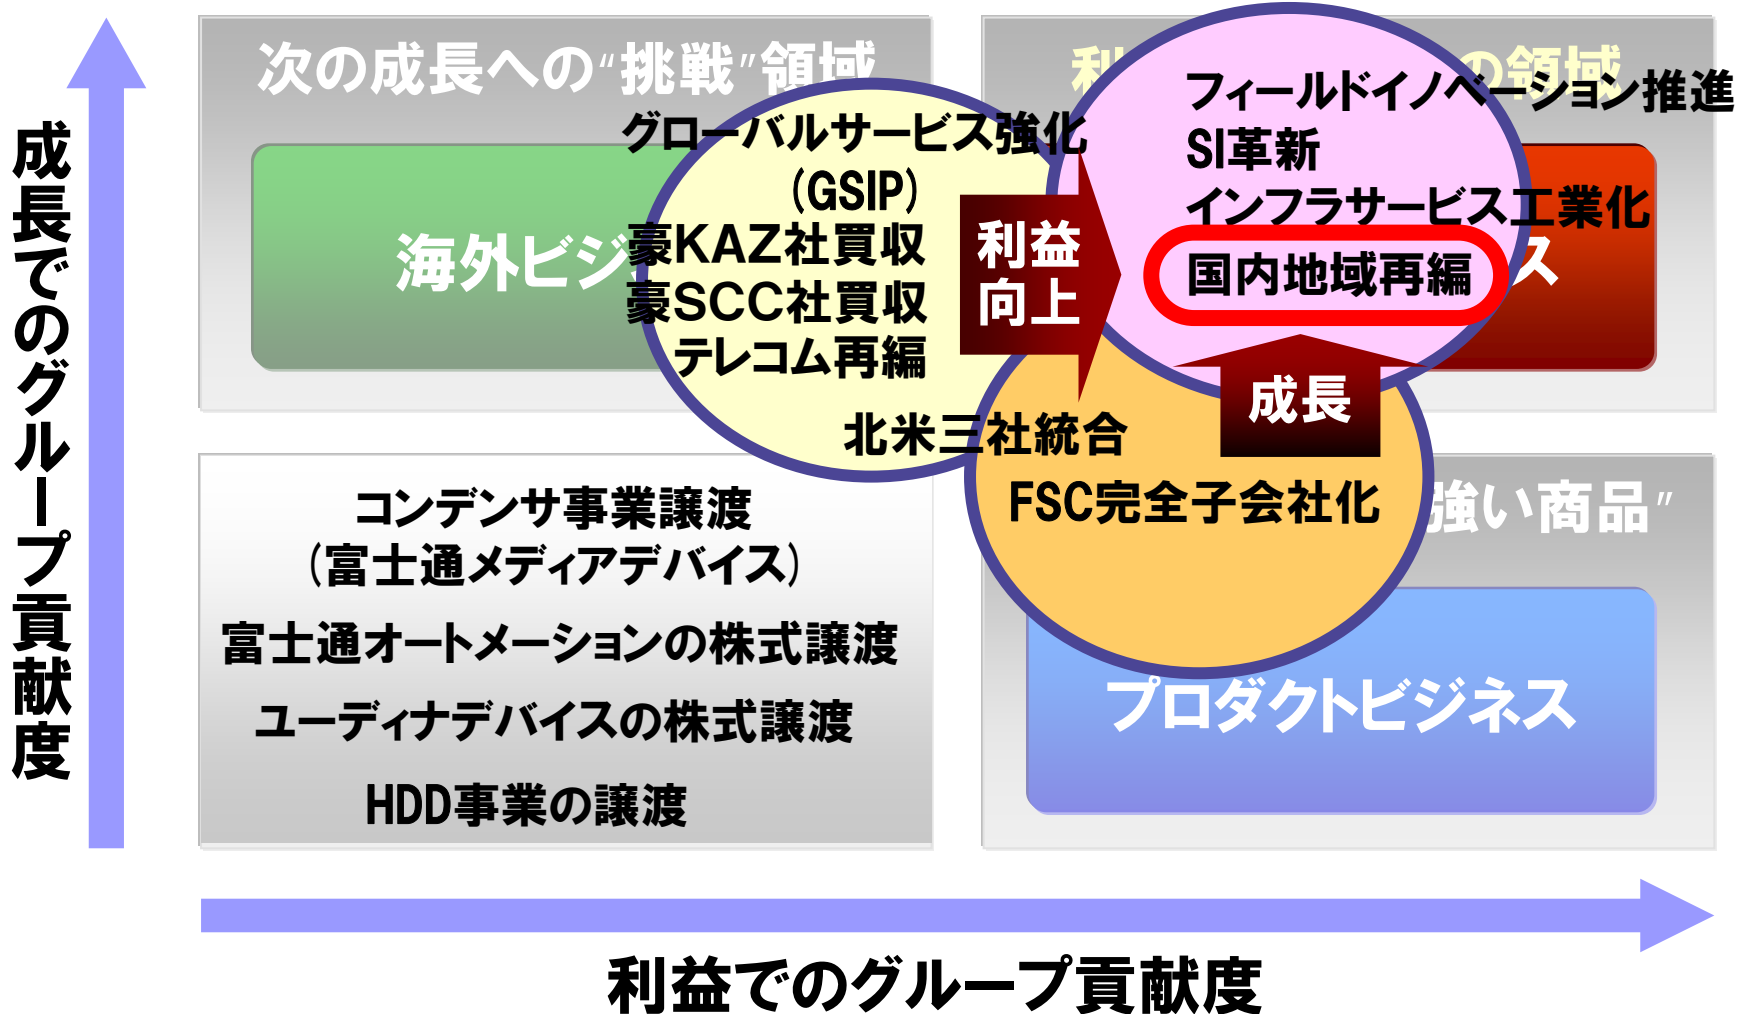 成長でのグループ貢献度
次の成長への“挑戦”領域
利
の領域
海外ビジ
ス
グローバルサービス強化
(GSIP)
豪KAZ社買収
豪SCC社買収
テレコム再編
北米三社統合
利益
向上
フィールドイノベーション推進
SI革新
インフラサービス工業化
国内地域再編
成長
FSC完全子会社化
強い商品”
プロダクトビジネス
コンデンサ事業譲渡
(富士通メディアデバイス)
富士通オートメーションの株式譲渡
ユーディナデバイスの株式譲渡
HDD事業の譲渡
利益でのグループ貢献度